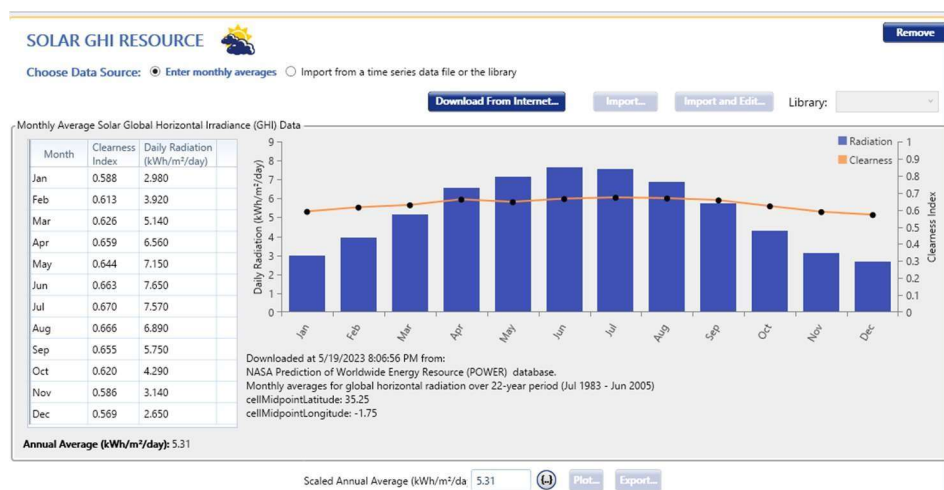 SOLAR GHI RESOURCE
Remove
Choose Data Source: Enter monthly averages Import from a time series data file or the library
Download From Internet... Import... Import and Edit... Library:
Monthly Average Solar Global Horizontal Irradiance (GHI) Data
Month Clearness Index Daily Radiation (kWh/m²/day)
Jan 0.588 2.980
Feb 0.613 3.920
Mar 0.626 5.140
Apr 0.659 6.560
May 0.644 7.150
Jun 0.663 7.650
Jul 0.670 7.570
Aug 0.666 6.890
Sep 0.655 5.750
Oct 0.620 4.290
Nov 0.586 3.140
Dec 0.569 2.650
Annual Average (kWh/m²/day): 5.31
Daily Radiation (kWh/m²/day)
9
8
7
6
5
4
3
2
1
0
Radiation
Clearness
1
0.9
0.8
0.7
0.6
0.5
0.4
0.3
0.2
0.1
0
Clearness Index
Jan Feb Mar Apr May Jun Jul Aug Sep Oct Nov Dec
Downloaded at 5/19/2023 8:06:56 PM from:
NASA Prediction of Worldwide Energy Resource (POWER) database.
Monthly averages for global horizontal radiation over 22-year period (Jul 1983 - Jun 2005)
cellMidpointLatitude: 35.25
cellMidpointLongitude: -1.75
Scaled Annual Average (kWh/m²/da 5.31 {..} Plot... Export...